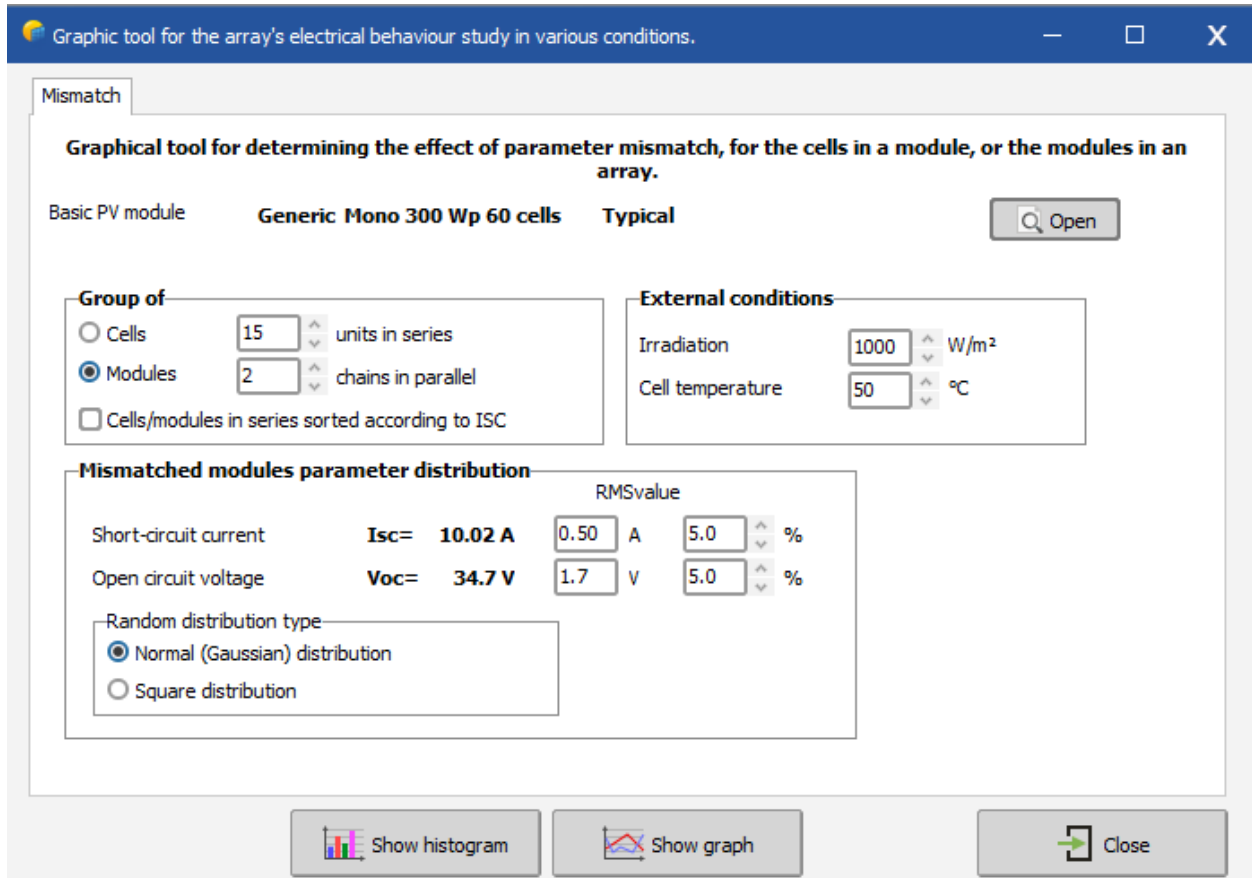 Graphic tool for the array's electrical behaviour study in various conditions.
Mismatch
Graphical tool for determining the effect of parameter mismatch, for the cells in a module, or the modules in an
array.
Basic PV module Generic Mono 300 Wp 60 cells Typical Open
Group of
Cells 15 units in series
Modules 2 chains in parallel
Cells/modules in series sorted according to ISC
External conditions
Irradiation 1000 W/m²
Cell temperature 50 ºC
Mismatched modules parameter distribution
RMSvalue
Short-circuit current Isc= 10.02 A 0.50 A 5.0 %
Open circuit voltage Voc= 34.7 V 1.7 V 5.0 %
Random distribution type
Normal (Gaussian) distribution
Square distribution
Show histogram Show graph Close